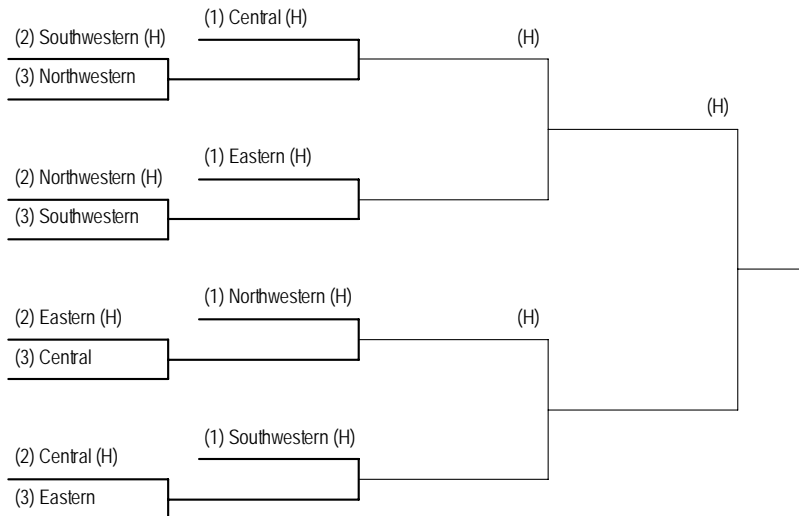 (1) Central (H)
(H)
(2) Southwestern (H)
(3) Northwestern
(H)
(1) Eastern (H)
(2) Northwestern (H)
(3) Southwestern
(1) Northwestern (H)
(H)
(2) Eastern (H)
(3) Central
(1) Southwestern (H)
(2) Central (H)
(3) Eastern